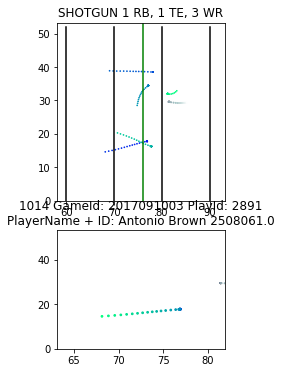 SHOTGUN 1 RB, 1 TE, 3 WR
50
40
30
20
10
0
60 70 80 90
1014 GameId: 2017091003 PlayId: 2891
PlayerName + ID: Antonio Brown 2508061.0
40
20
0
65 70 75 80